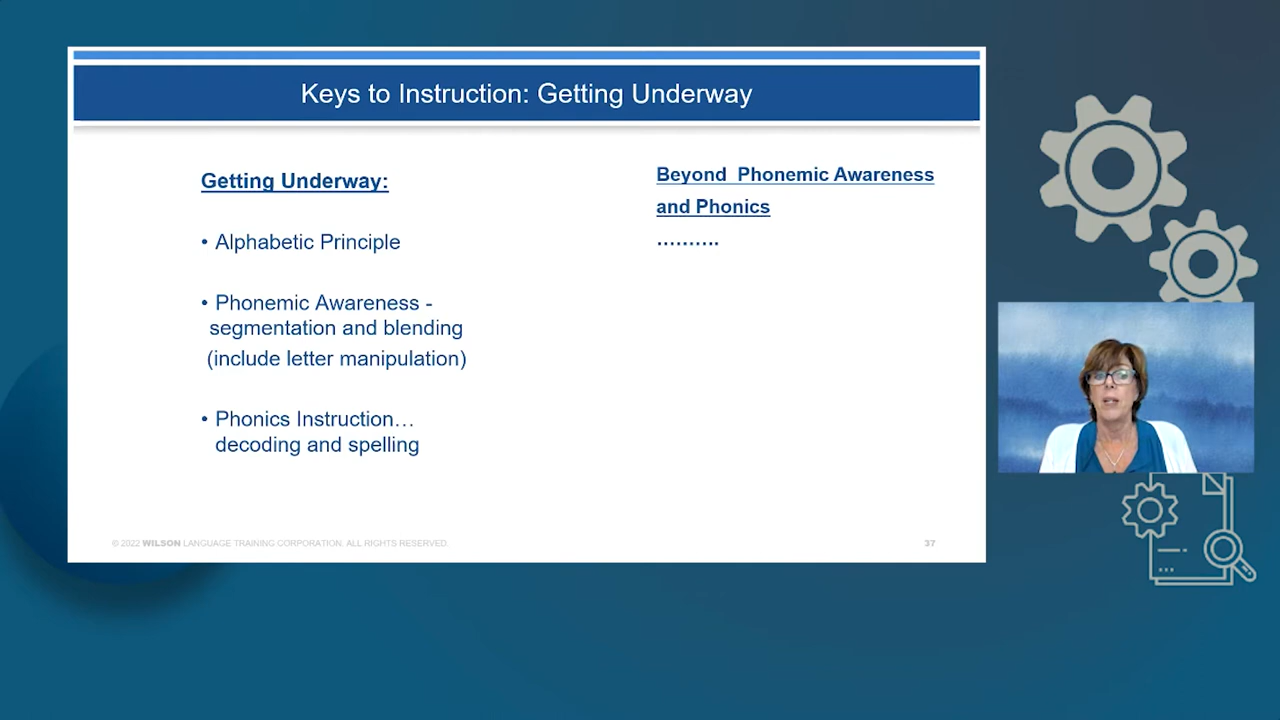 Keys to Instruction: Getting Underway
Getting Underway:
• Alphabetic Principle
• Phonemic Awareness -
segmentation and blending
(include letter manipulation)
• Phonics Instruction…
decoding and spelling
Beyond Phonemic Awareness
and Phonics
……….
© 2022 WILSON LANGUAGE TRAINING CORPORATION. ALL RIGHTS RESERVED.
37